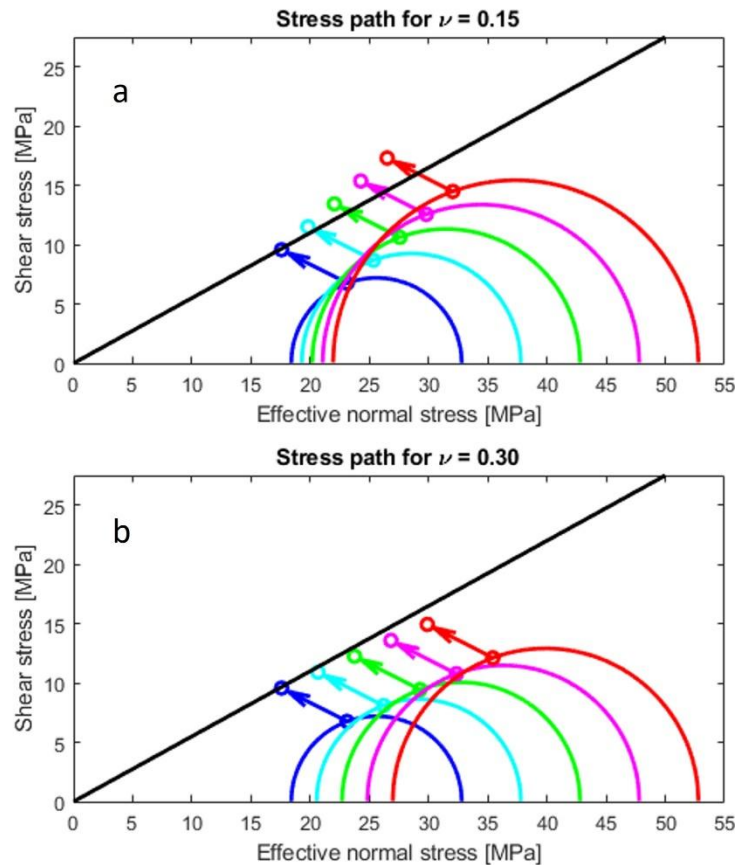 Stress path for ν = 0.15
a
Shear stress [MPa]
25
20
15
10
5
0
0 5 10 15 20 25 30 35 40 45 50 55
Effective normal stress [MPa]
Stress path for ν = 0.30
b
Shear stress [MPa]
25
20
15
10
5
0
0 5 10 15 20 25 30 35 40 45 50 55
Effective normal stress [MPa]